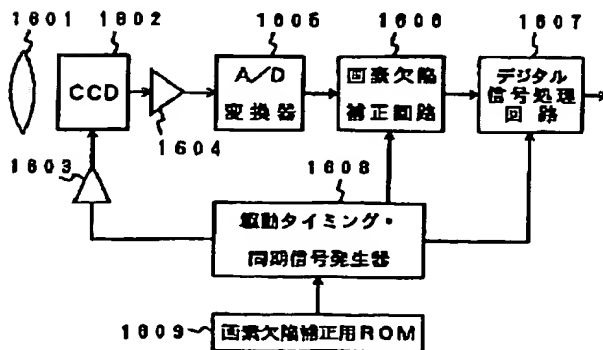 1601
1602
1605
1606
1607
CCD
A/D
変換器
画素欠陥
補正回路
デジタル
信号処理
回路
1604
1603
1608
駆動タイミング・
同期信号発生器
1609
画素欠陥補正用ROM